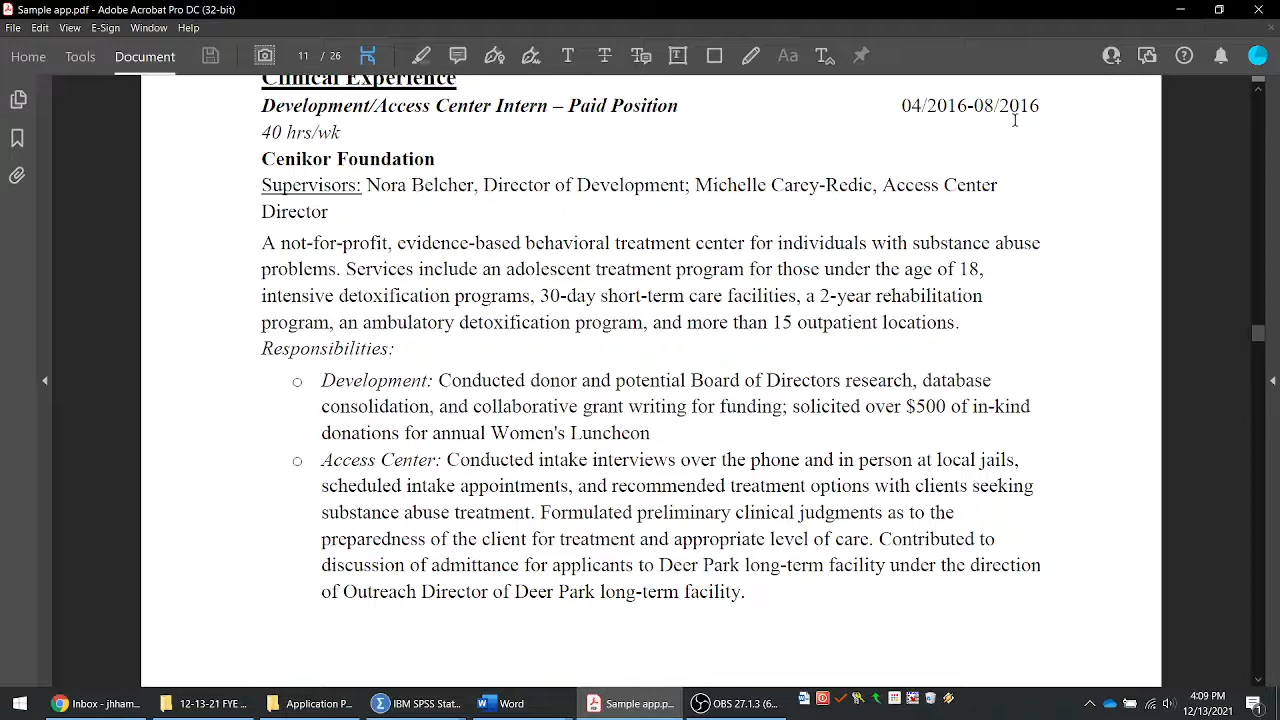 Sample app.pdf - Adobe Acrobat Pro DC (32-bit)
File Edit View E-Sign Window Help
Home Tools Document 11 / 26
Clinical Experience
Development/Access Center Intern – Paid Position 04/2016-08/2016
40 hrs/wk
Cenikor Foundation
Supervisors: Nora Belcher, Director of Development; Michelle Carey-Redic, Access Center
Director
A not-for-profit, evidence-based behavioral treatment center for individuals with substance abuse
problems. Services include an adolescent treatment program for those under the age of 18,
intensive detoxification programs, 30-day short-term care facilities, a 2-year rehabilitation
program, an ambulatory detoxification program, and more than 15 outpatient locations.
Responsibilities:
○ Development: Conducted donor and potential Board of Directors research, database
consolidation, and collaborative grant writing for funding; solicited over $500 of in-kind
donations for annual Women's Luncheon
○ Access Center: Conducted intake interviews over the phone and in person at local jails,
scheduled intake appointments, and recommended treatment options with clients seeking
substance abuse treatment. Formulated preliminary clinical judgments as to the
preparedness of the client for treatment and appropriate level of care. Contributed to
discussion of admittance for applicants to Deer Park long-term facility under the direction
of Outreach Director of Deer Park long-term facility.
Inbox - jhham... 12-13-21 FYE ... Application P... IBM SPSS Stat... Word Sample app.p... OBS 27.1.3 (6... 4:09 PM
12/13/2021